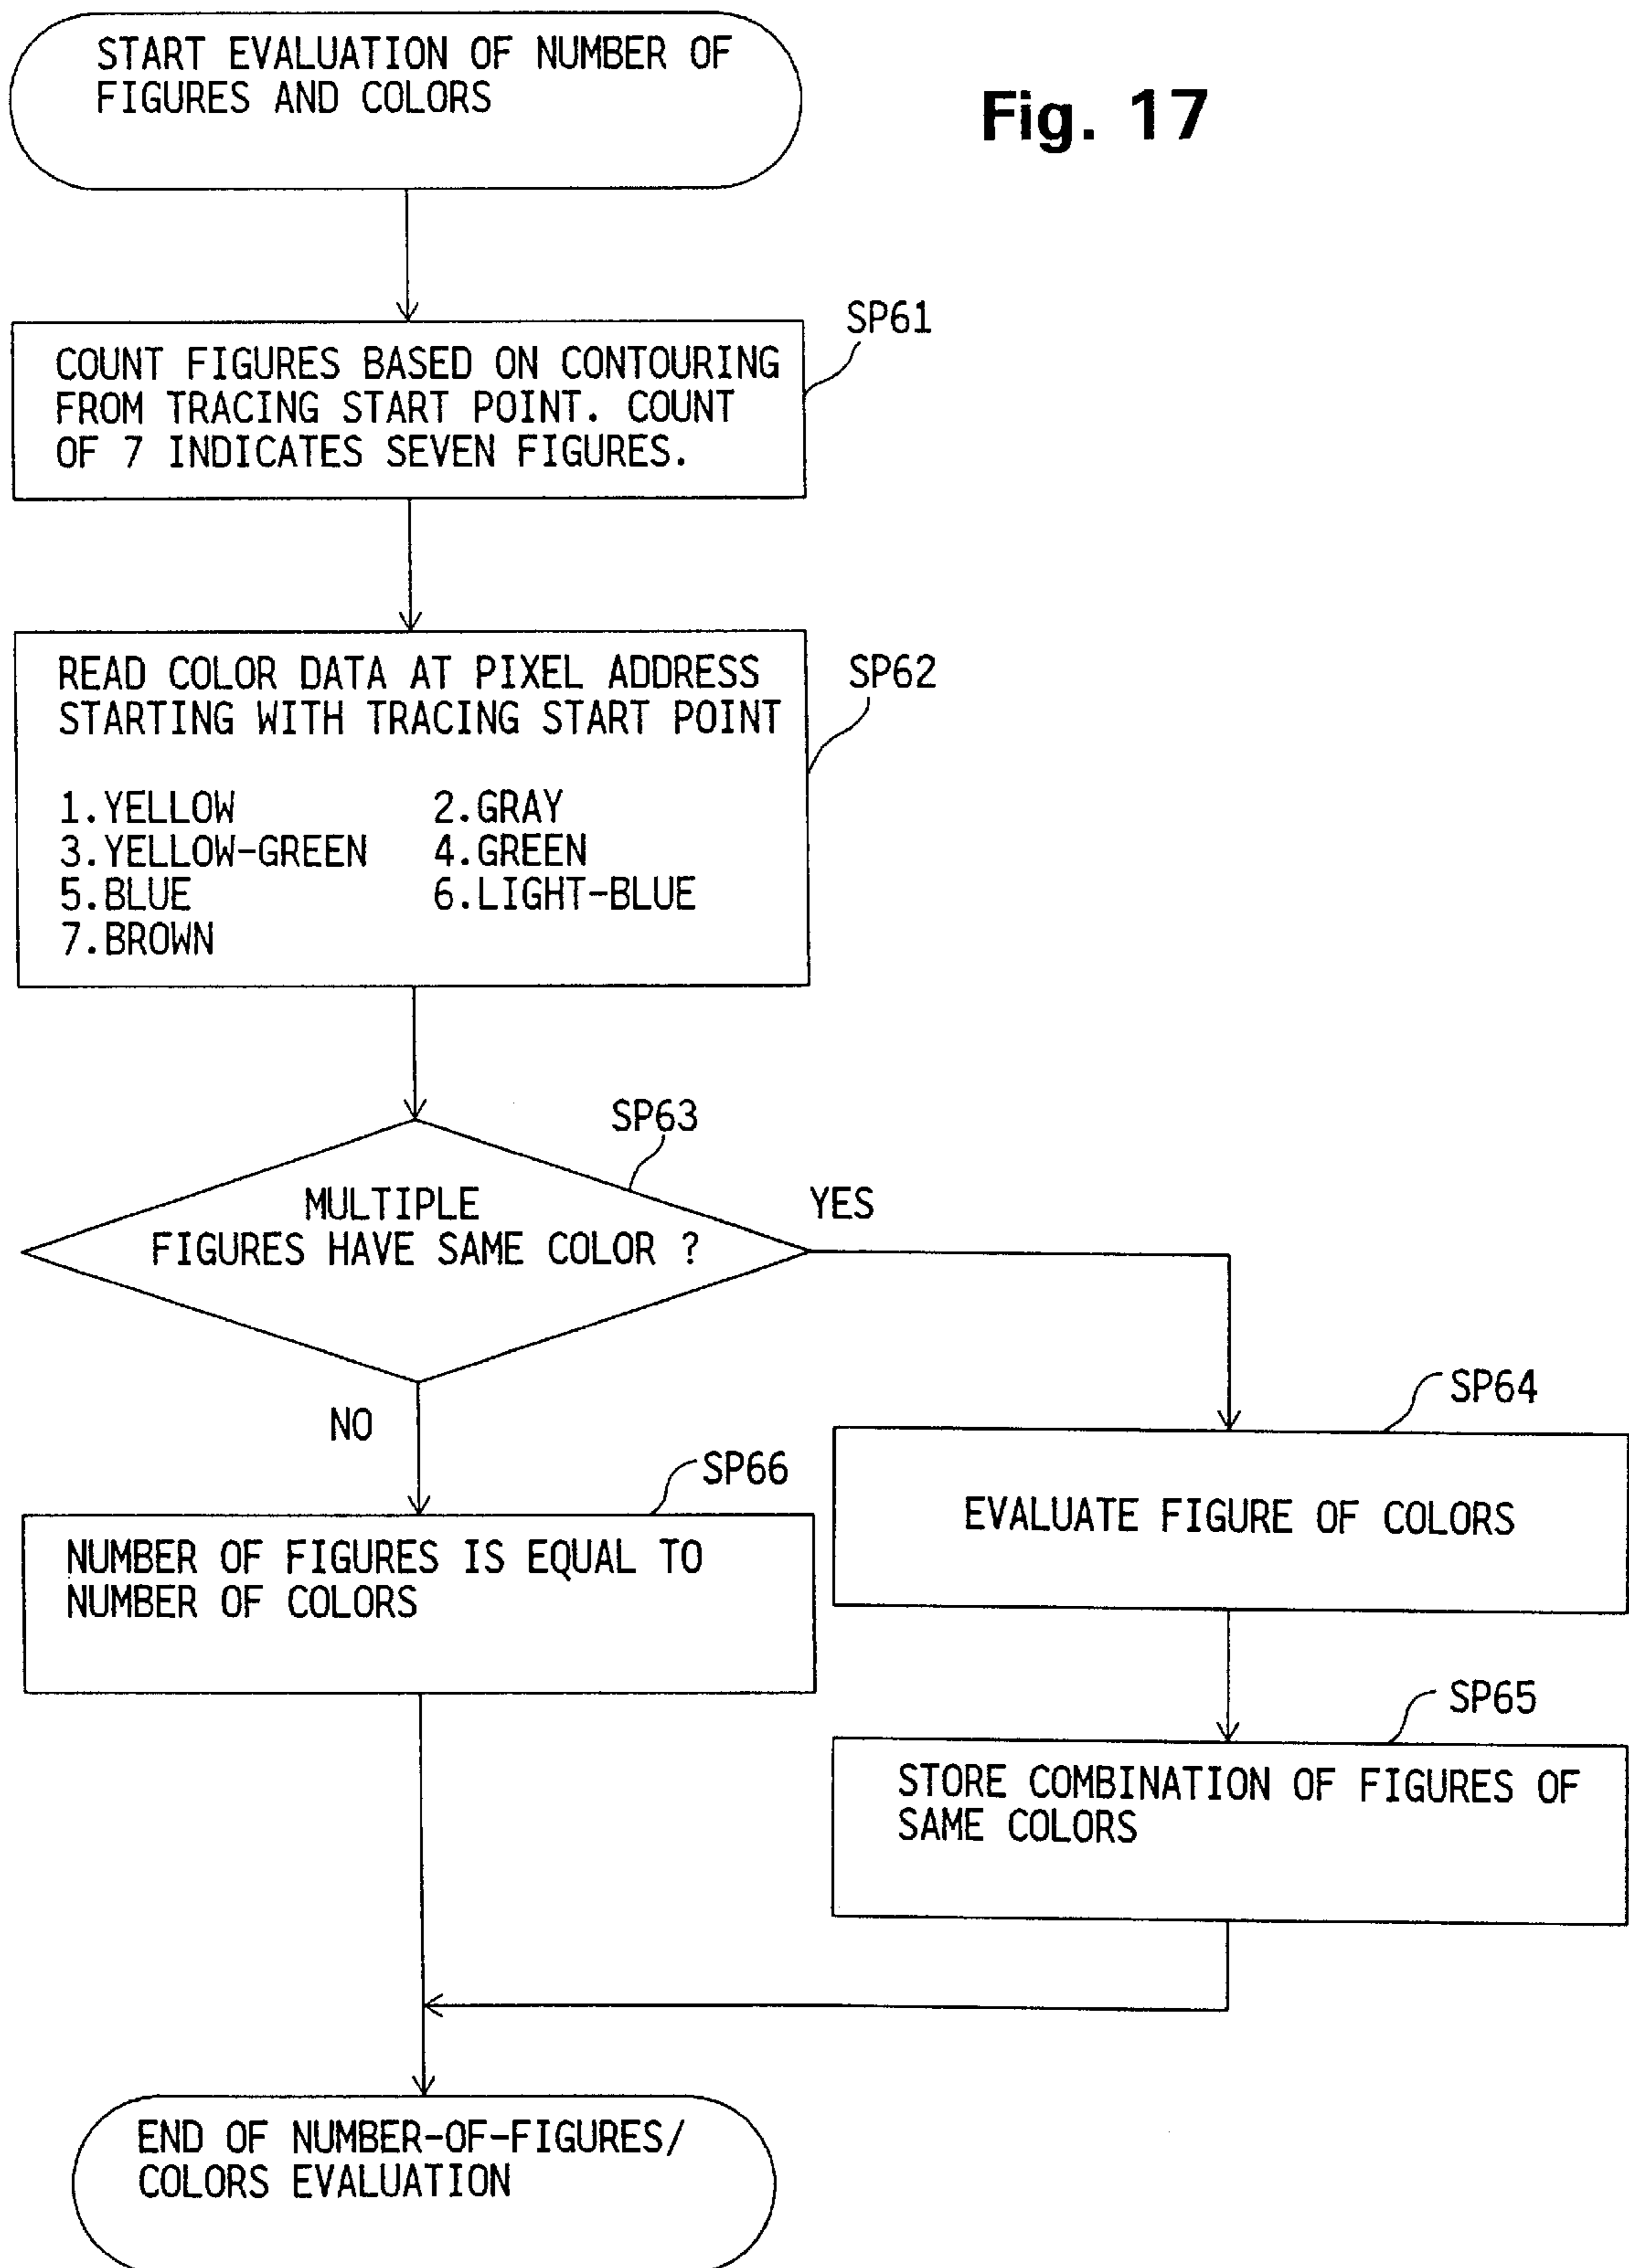 START EVALUATION OF NUMBER OF
FIGURES AND COLORS
Fig. 17
SP61
COUNT FIGURES BASED ON CONTOURING
FROM TRACING START POINT. COUNT
OF 7 INDICATES SEVEN FIGURES.
SP62
READ COLOR DATA AT PIXEL ADDRESS
STARTING WITH TRACING START POINT
1.YELLOW 2.GRAY
3.YELLOW-GREEN 4.GREEN
5.BLUE 6.LIGHT-BLUE
7.BROWN
SP63
MULTIPLE
FIGURES HAVE SAME COLOR ?
YES
NO
SP64
EVALUATE FIGURE OF COLORS
SP66
NUMBER OF FIGURES IS EQUAL TO
NUMBER OF COLORS
SP65
STORE COMBINATION OF FIGURES OF
SAME COLORS
END OF NUMBER-OF-FIGURES/
COLORS EVALUATION